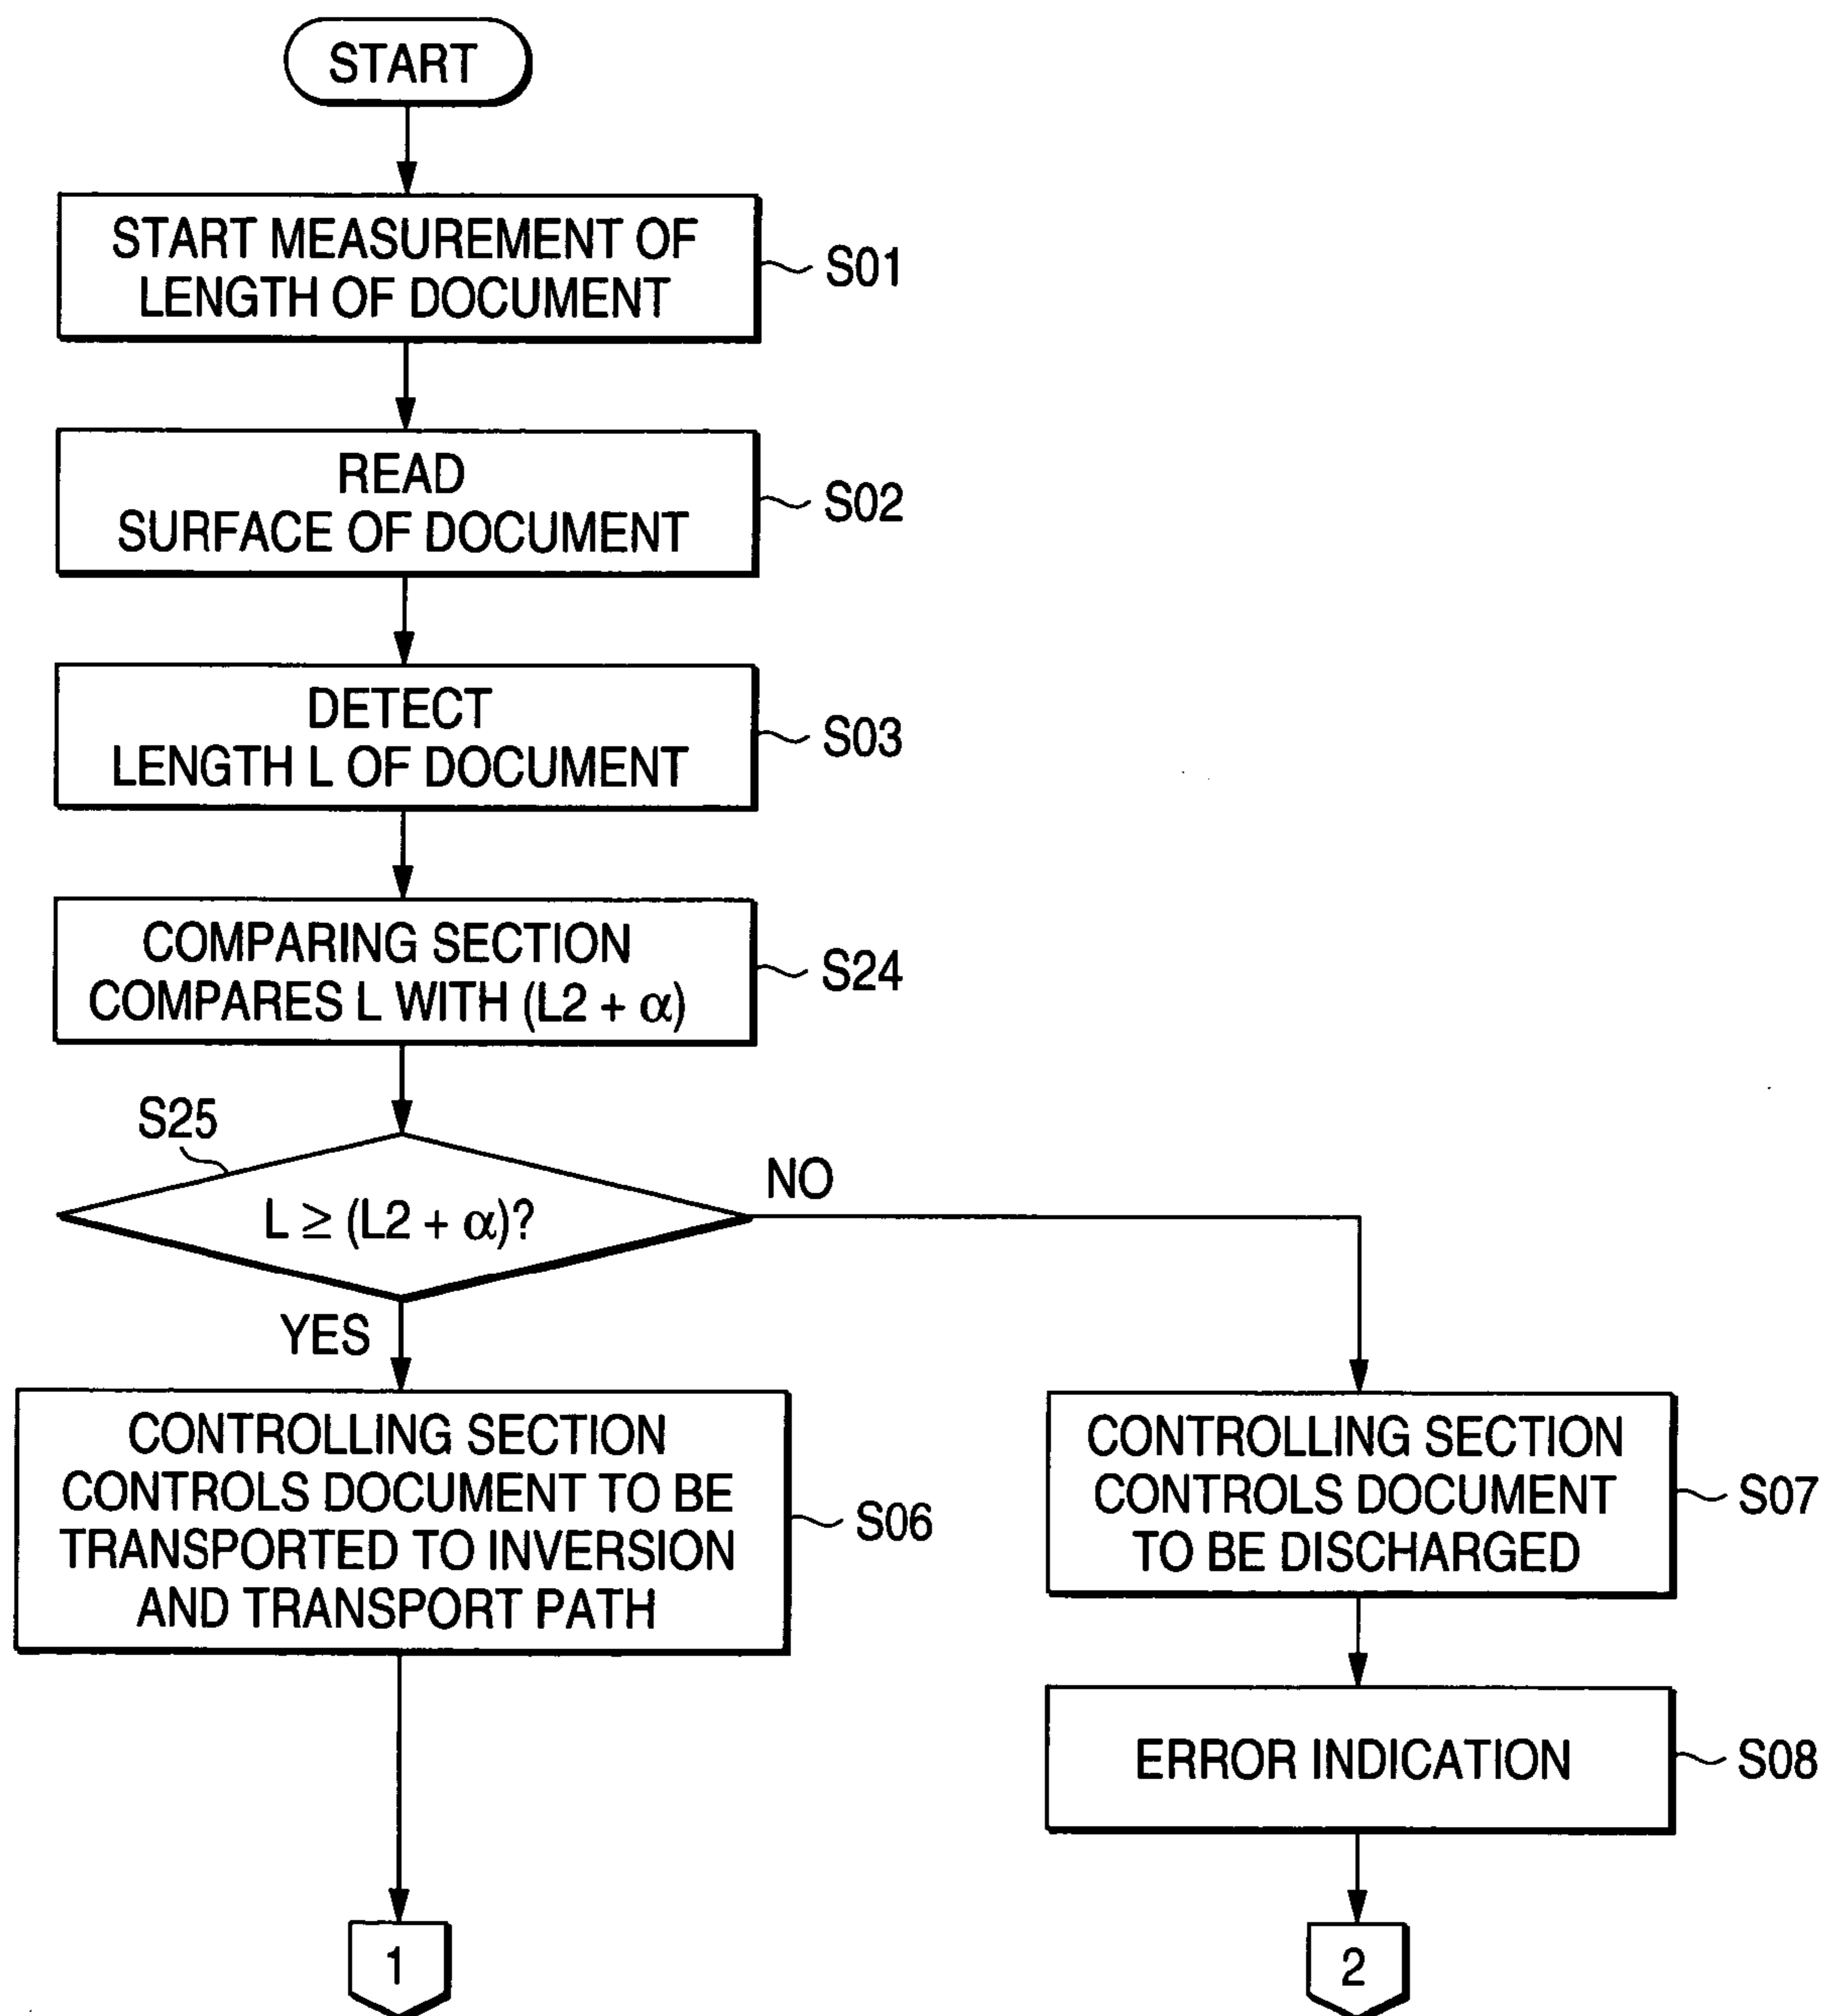 START
START MEASUREMENT OF
LENGTH OF DOCUMENT
S01
READ
SURFACE OF DOCUMENT
S02
DETECT
LENGTH L OF DOCUMENT
S03
COMPARING SECTION
COMPARES L WITH (L2 + α)
S24
S25
L ≥ (L2 + α)?
NO
YES
CONTROLLING SECTION
CONTROLS DOCUMENT TO BE
TRANSPORTED TO INVERSION
AND TRANSPORT PATH
S06
CONTROLLING SECTION
CONTROLS DOCUMENT
TO BE DISCHARGED
S07
ERROR INDICATION
S08
1
2